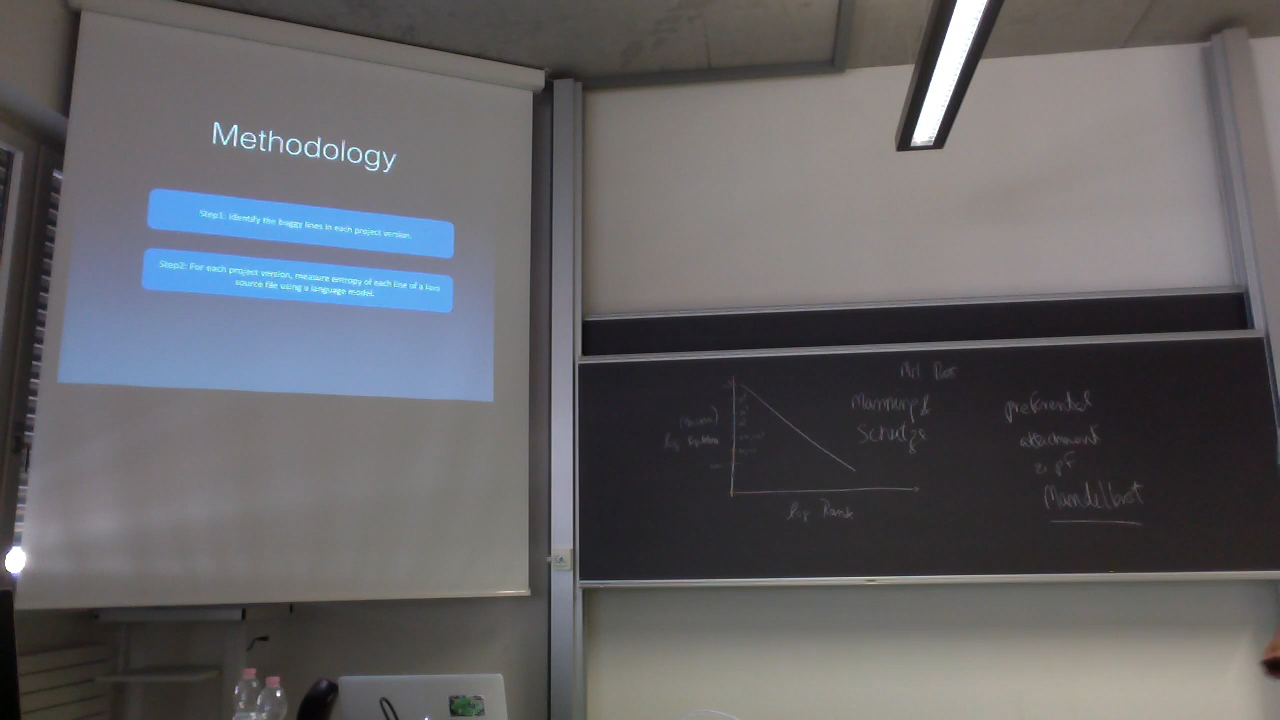 Methodology
Step1: Identify the buggy lines in each project version.
Step2: For each project version, measure entropy of each line of a Java
source file using a language model.
Manning &
Schutze
log Rank
preferential
attachment
zipf
Mandelbrot